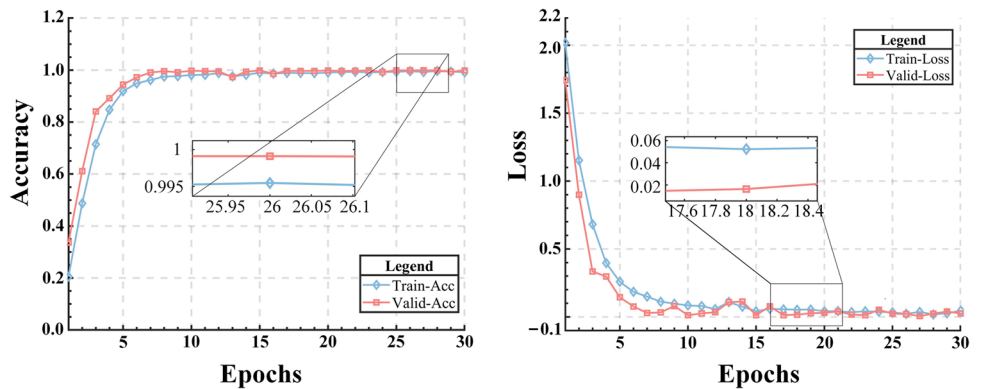 1.2
1.0
0.8
0.6
0.4
0.2
0.0
Accuracy
1
0.995
25.95 26 26.05 26.1
Legend
Train-Acc
Valid-Acc
5 10 15 20 25 30
Epochs
2.2
2.0
1.5
1.0
0.5
−0.1
Loss
Legend
Train-Loss
Valid-Loss
0.06
0.04
0.02
17.6 17.8 18 18.2 18.4
5 10 15 20 25 30
Epochs